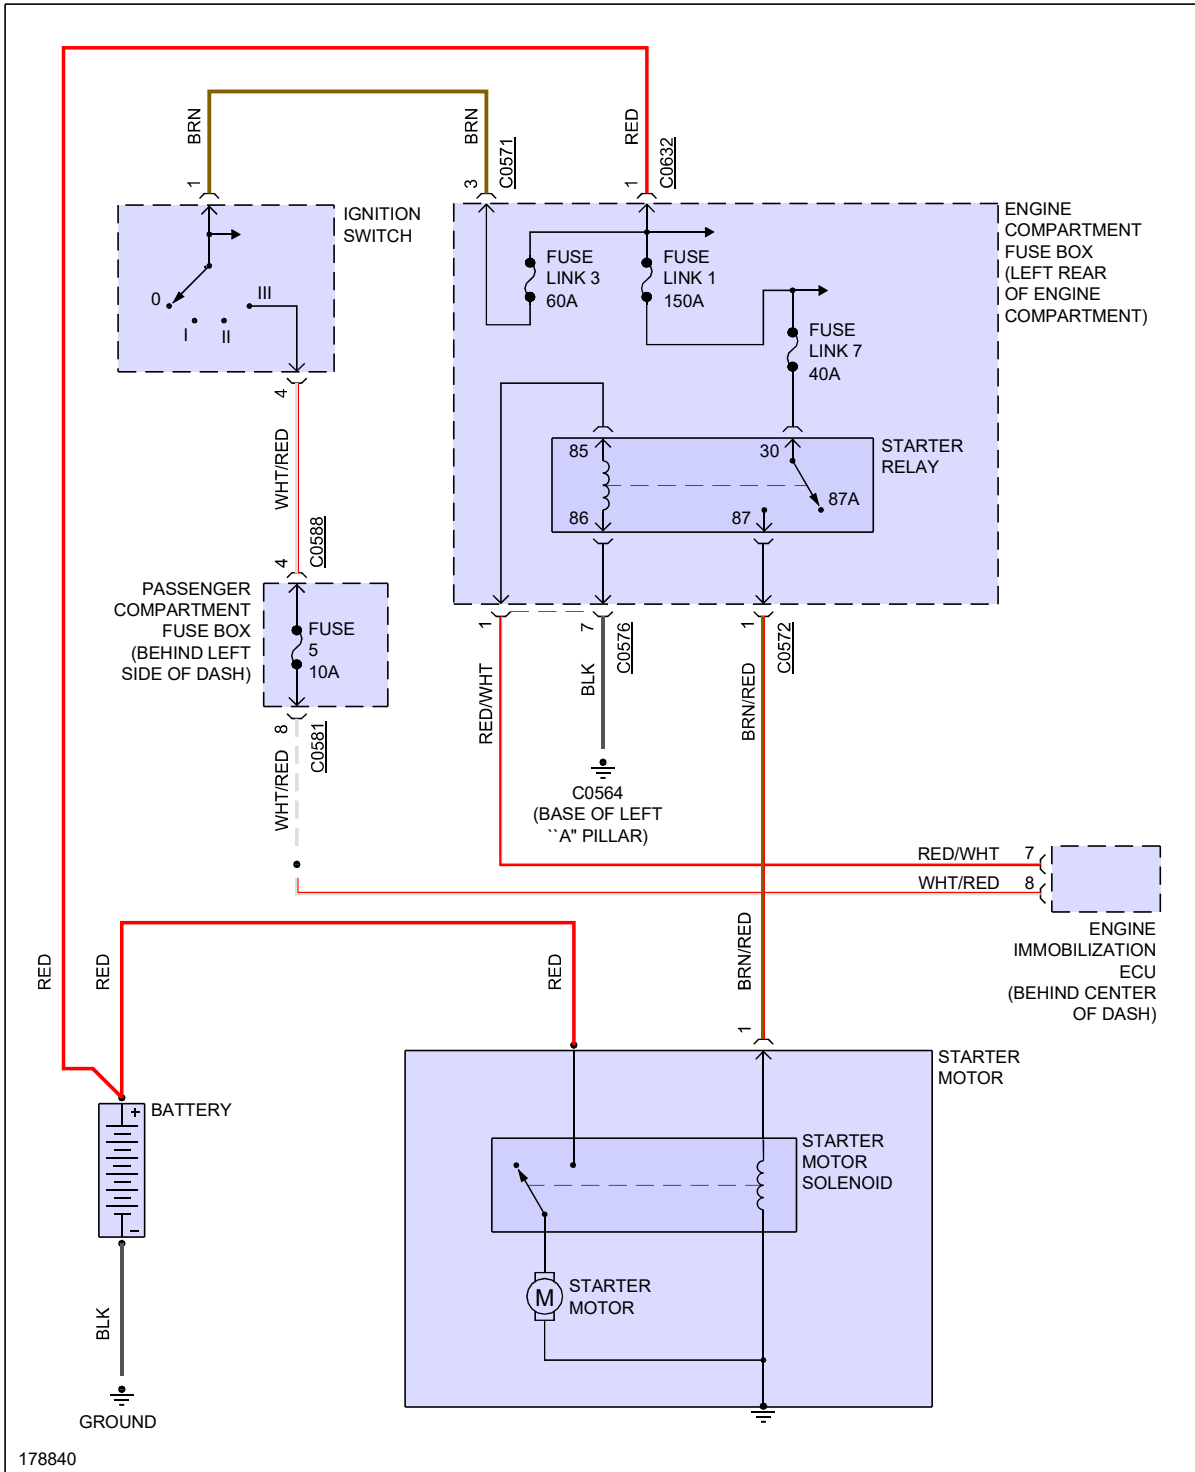 BRN
BRN
RED
1
3
C0571
1
C0632
IGNITION
SWITCH
ENGINE
COMPARTMENT
FUSE BOX
(LEFT REAR
OF ENGINE
COMPARTMENT)
FUSE
LINK 3
60A
FUSE
LINK 1
150A
0
I
II
III
FUSE
LINK 7
40A
4
WHT/RED
STARTER
RELAY
85
30
87A
86
87
4
C0588
PASSENGER
COMPARTMENT
FUSE BOX
(BEHIND LEFT
SIDE OF DASH)
FUSE
5
10A
1
7
C0576
1
C0572
RED/WHT
BLK
BRN/RED
8
C0581
WHT/RED
C0564
(BASE OF LEFT
``A" PILLAR)
RED/WHT
7
WHT/RED
8
ENGINE
IMMOBILIZATION
ECU
(BEHIND CENTER
OF DASH)
RED
RED
RED
BRN/RED
1
STARTER
MOTOR
BATTERY
+
−
STARTER
MOTOR
SOLENOID
M
STARTER
MOTOR
BLK
GROUND
178840